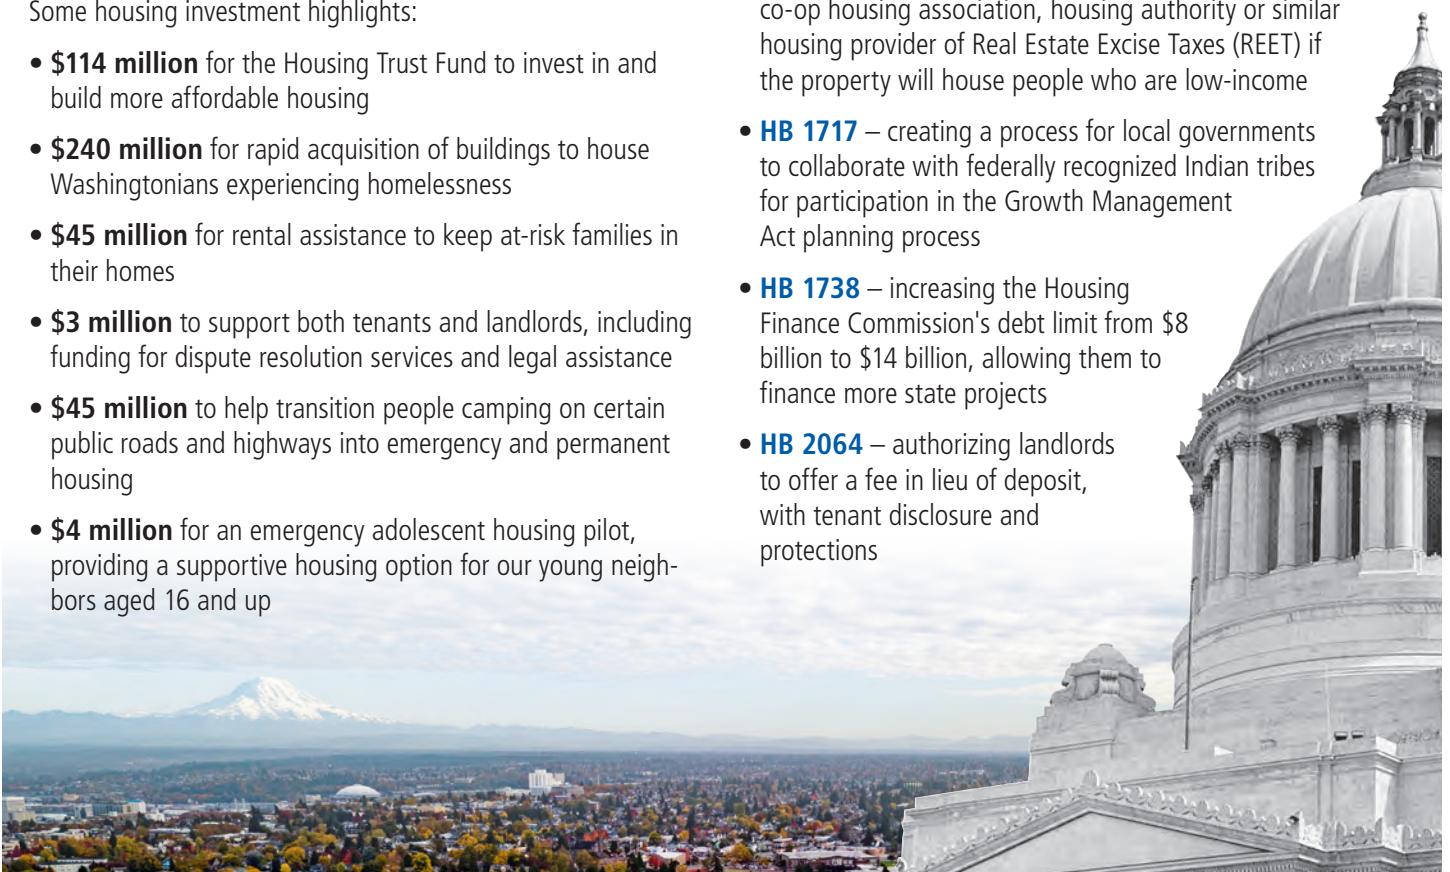 Some housing investment highlights:
• $114 million for the Housing Trust Fund to invest in and
build more affordable housing
• $240 million for rapid acquisition of buildings to house
Washingtonians experiencing homelessness
• $45 million for rental assistance to keep at-risk families in
their homes
• $3 million to support both tenants and landlords, including
funding for dispute resolution services and legal assistance
• $45 million to help transition people camping on certain
public roads and highways into emergency and permanent
housing
• $4 million for an emergency adolescent housing pilot,
providing a supportive housing option for our young neigh-
bors aged 16 and up
co-op housing association, housing authority or similar
housing provider of Real Estate Excise Taxes (REET) if
the property will house people who are low-income
• HB 1717 – creating a process for local governments
to collaborate with federally recognized Indian tribes
for participation in the Growth Management
Act planning process
• HB 1738 – increasing the Housing
Finance Commission's debt limit from $8
billion to $14 billion, allowing them to
finance more state projects
• HB 2064 – authorizing landlords
to offer a fee in lieu of deposit,
with tenant disclosure and
protections